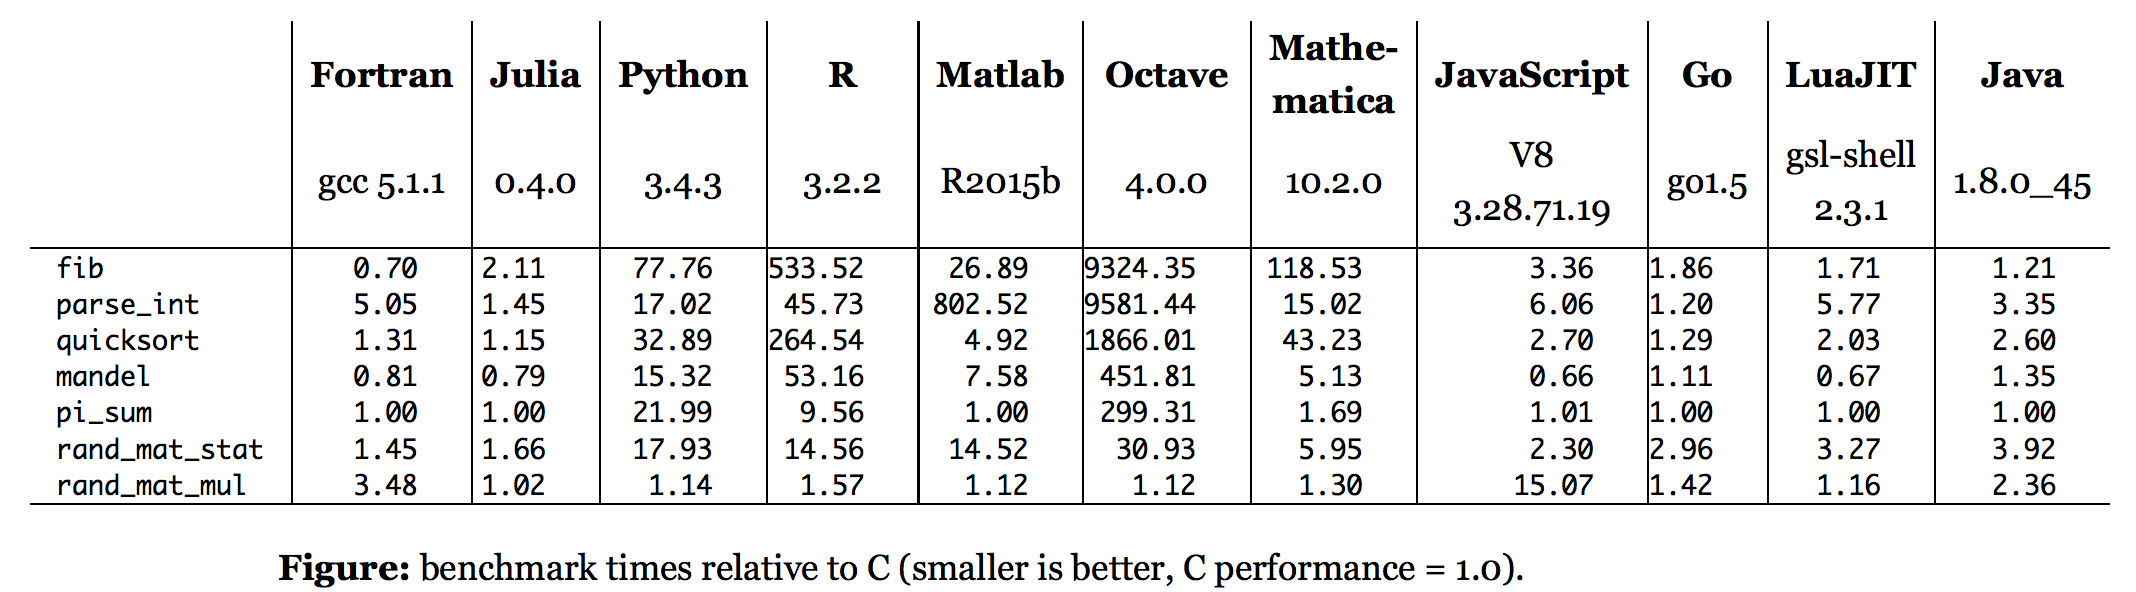 Fortran Julia Python R Matlab Octave Mathe-matica JavaScript Go LuaJIT Java
gcc 5.1.1 0.4.0 3.4.3 3.2.2 R2015b 4.0.0 10.2.0 V8 3.28.71.19 go1.5 gsl-shell 2.3.1 1.8.0_45
fib 0.70 2.11 77.76 533.52 26.89 9324.35 118.53 3.36 1.86 1.71 1.21
parse_int 5.05 1.45 17.02 45.73 802.52 9581.44 15.02 6.06 1.20 5.77 3.35
quicksort 1.31 1.15 32.89 264.54 4.92 1866.01 43.23 2.70 1.29 2.03 2.60
mandel 0.81 0.79 15.32 53.16 7.58 451.81 5.13 0.66 1.11 0.67 1.35
pi_sum 1.00 1.00 21.99 9.56 1.00 299.31 1.69 1.01 1.00 1.00 1.00
rand_mat_stat 1.45 1.66 17.93 14.56 14.52 30.93 5.95 2.30 2.96 3.27 3.92
rand_mat_mul 3.48 1.02 1.14 1.57 1.12 1.12 1.30 15.07 1.42 1.16 2.36
Figure: benchmark times relative to C (smaller is better, C performance = 1.0).